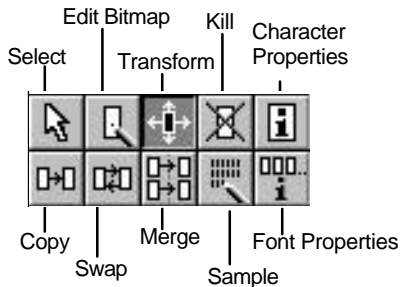 Edit Bitmap
Kill
Character
Properties
Select
Transform
Copy
Merge
Font Properties
Swap
Sample